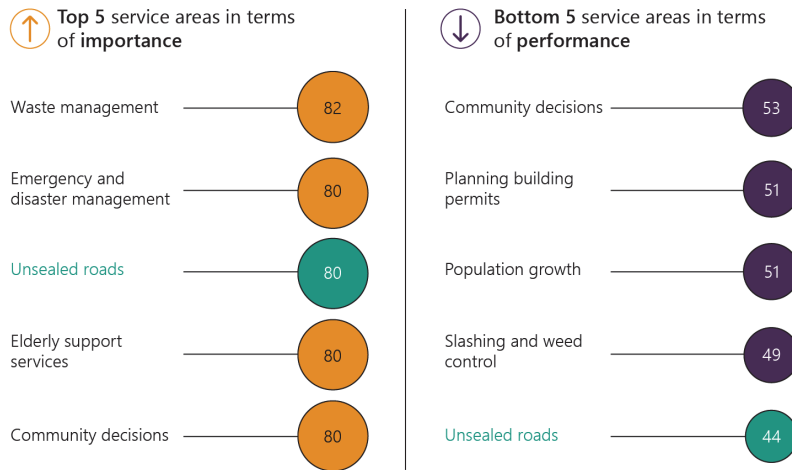 Top 5 service areas in terms
of importance
Waste management
82
Emergency and
disaster management
80
Unsealed roads
80
Elderly support
services
80
Community decisions
80
Bottom 5 service areas in terms
of performance
Community decisions
53
Planning building
permits
51
Population growth
51
Slashing and weed
control
49
Unsealed roads
44